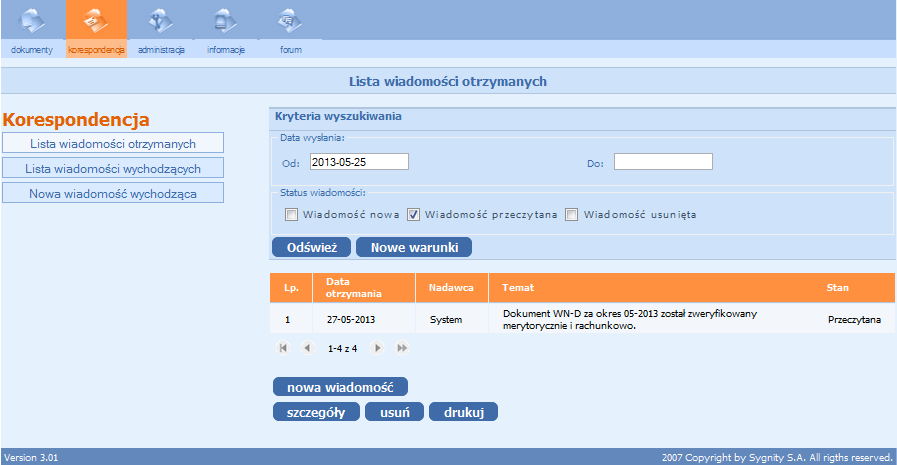 dokumenty korespondencja administracja informacje forum
Lista wiadomości otrzymanych
Korespondencja
Lista wiadomości otrzymanych
Lista wiadomości wychodzących
Nowa wiadomość wychodząca
Kryteria wyszukiwania
Data wysłania:
Od: 2013-05-25 Do:
Status wiadomości:
Wiadomość nowa Wiadomość przeczytana Wiadomość usunięta
Odśwież Nowe warunki
Lp. Data otrzymania Nadawca Temat Stan
1 27-05-2013 System Dokument WN-D za okres 05-2013 został zweryfikowany merytorycznie i rachunkowo. Przeczytana
1-4 z 4
nowa wiadomość
szczegóły usuń drukuj
Version 3.01 2007 Copyright by Sygnity S.A. All rigths reserved.